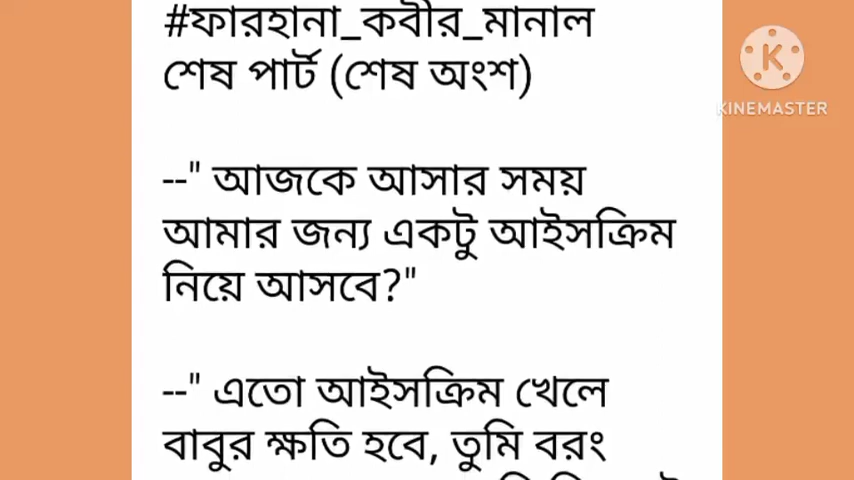 #ফারহানা_কবীর_মানাল
শেষ পার্ট (শেষ অংশ)
--" আজকে আসার সময়
আমার জন্য একটু আইসক্রিম
নিয়ে আসবে?"
--" এতো আইসক্রিম খেলে
বাবুর ক্ষতি হবে, তুমি বরং
KINEMASTER